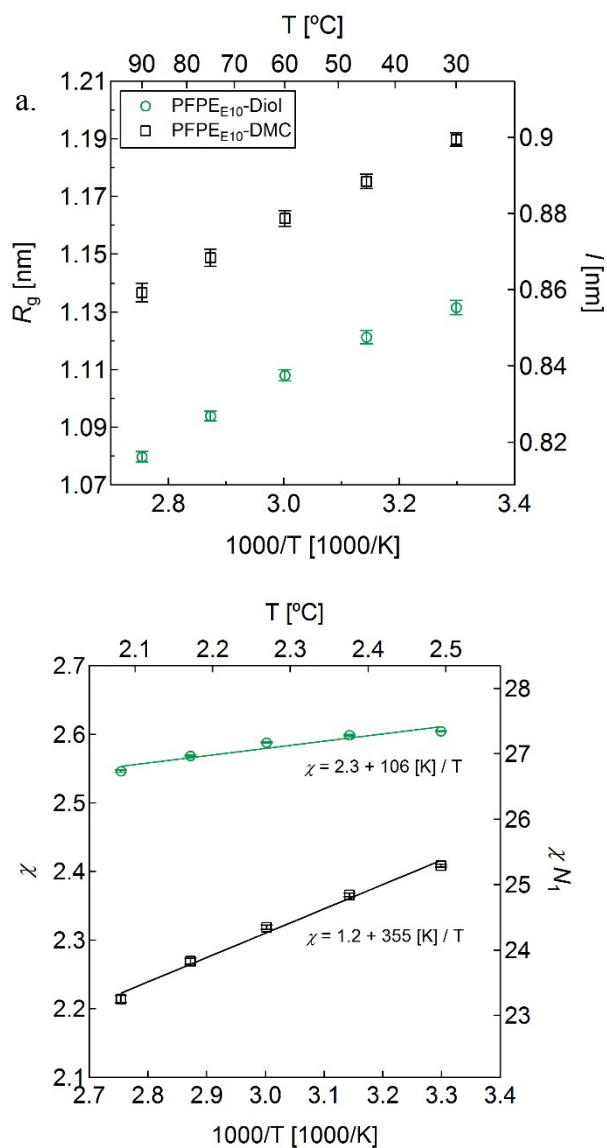 T [ºC]
90 80 70 60 50 40 30
a.
1.21
1.19
1.17
1.15
1.13
1.11
1.09
1.07
R_g [nm]
PFPE_E10-Diol
PFPE_E10-DMC
0.9
0.88
0.86
0.84
0.82
l [nm]
2.8 3.0 3.2 3.4
1000/T [1000/K]
T [ºC]
2.1 2.2 2.3 2.4 2.5
2.7
2.6
2.5
2.4
2.3
2.2
2.1
χ
χ = 2.3 + 106 [K] / T
χ = 1.2 + 355 [K] / T
28
27
26
25
24
23
χ N₁
2.7 2.8 2.9 3.0 3.1 3.2 3.3 3.4
1000/T [1000/K]